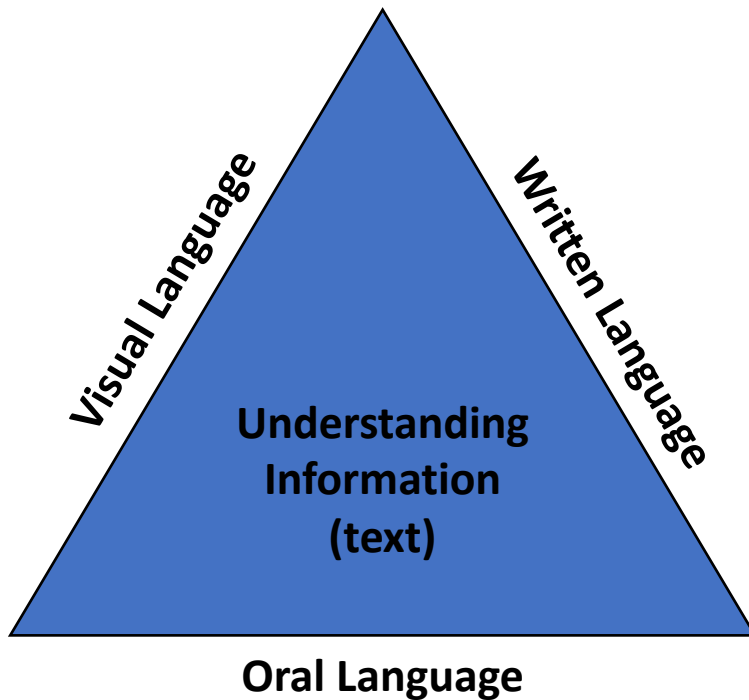 Visual Language
Written Language
Understanding
Information
(text)
Oral Language